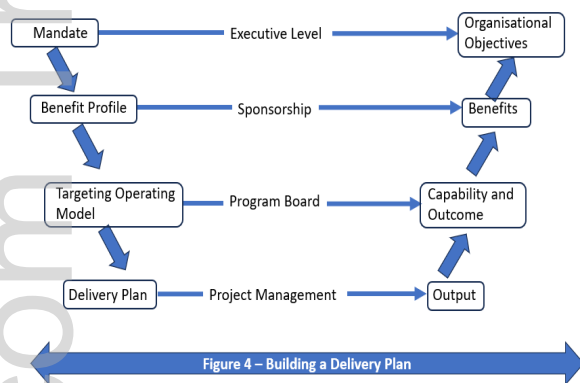 Mandate
Executive Level
Organisational
Objectives
Benefit Profile
Sponsorship
Benefits
Targeting Operating
Model
Program Board
Capability and
Outcome
Delivery Plan
Project Management
Output
Figure 4 – Building a Delivery Plan